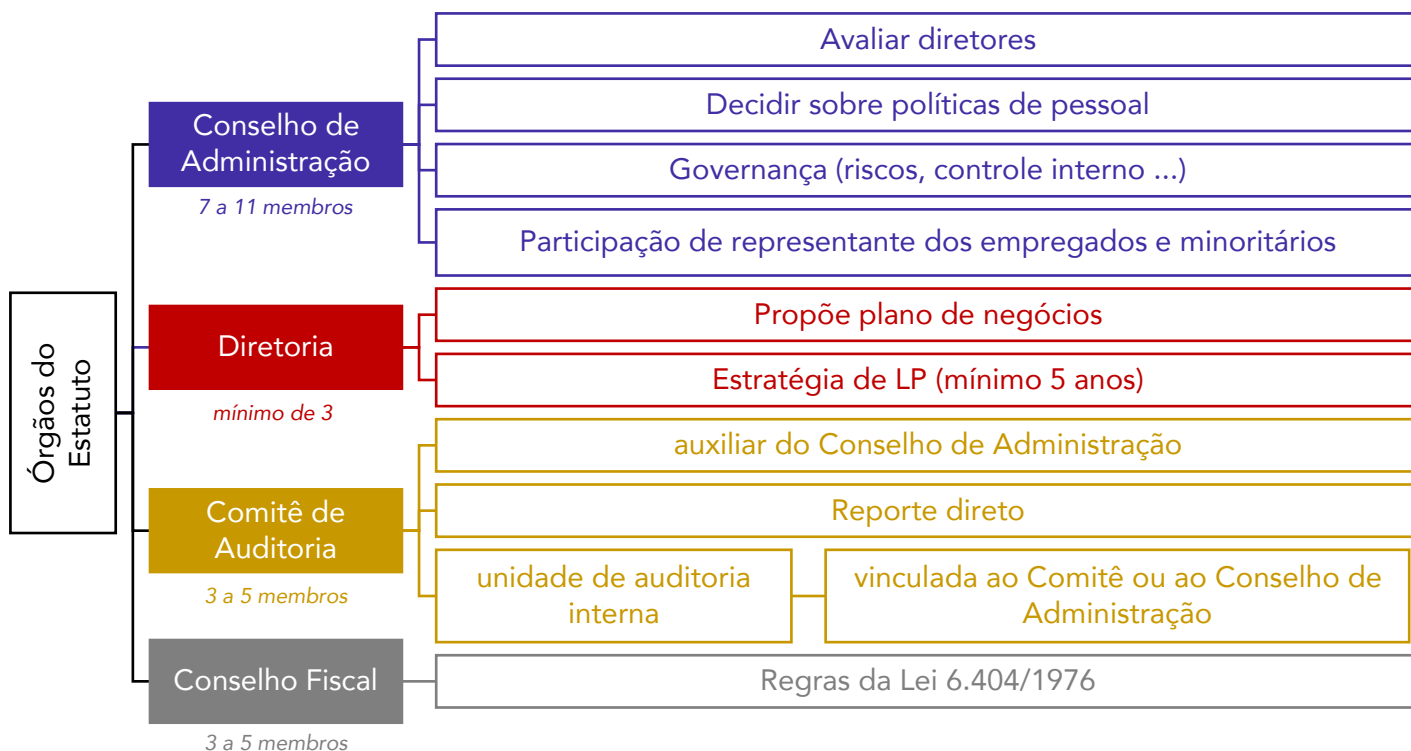 Órgãos do
Estatuto
Conselho de
Administração
7 a 11 membros
Avaliar diretores
Decidir sobre políticas de pessoal
Governança (riscos, controle interno ...)
Participação de representante dos empregados e minoritários
Diretoria
mínimo de 3
Propõe plano de negócios
Estratégia de LP (mínimo 5 anos)
Comitê de
Auditoria
3 a 5 membros
auxiliar do Conselho de Administração
Reporte direto
unidade de auditoria
interna
vinculada ao Comitê ou ao Conselho de
Administração
Conselho Fiscal
3 a 5 membros
Regras da Lei 6.404/1976